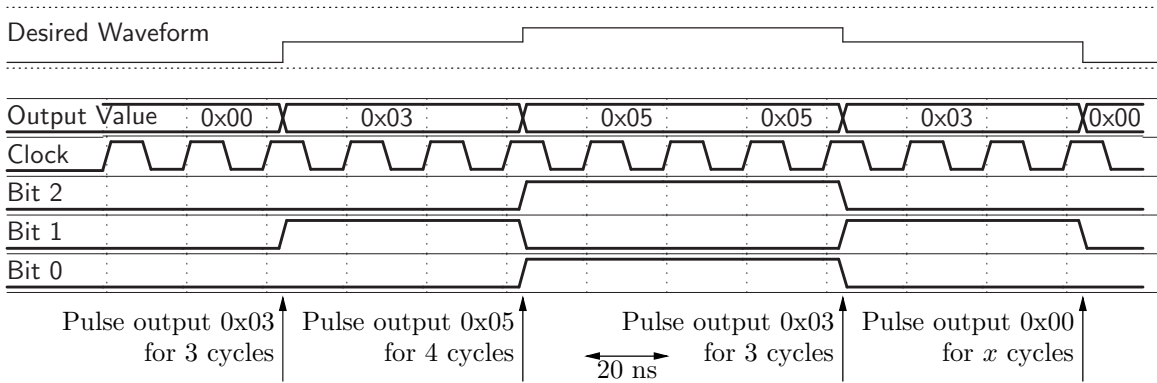 Desired Waveform
Output Value 0x00 0x03 0x05 0x05 0x03 0x00
Clock
Bit 2
Bit 1
Bit 0
Pulse output 0x03 Pulse output 0x05 Pulse output 0x03 Pulse output 0x00
for 3 cycles for 4 cycles for 3 cycles for x cycles
20 ns